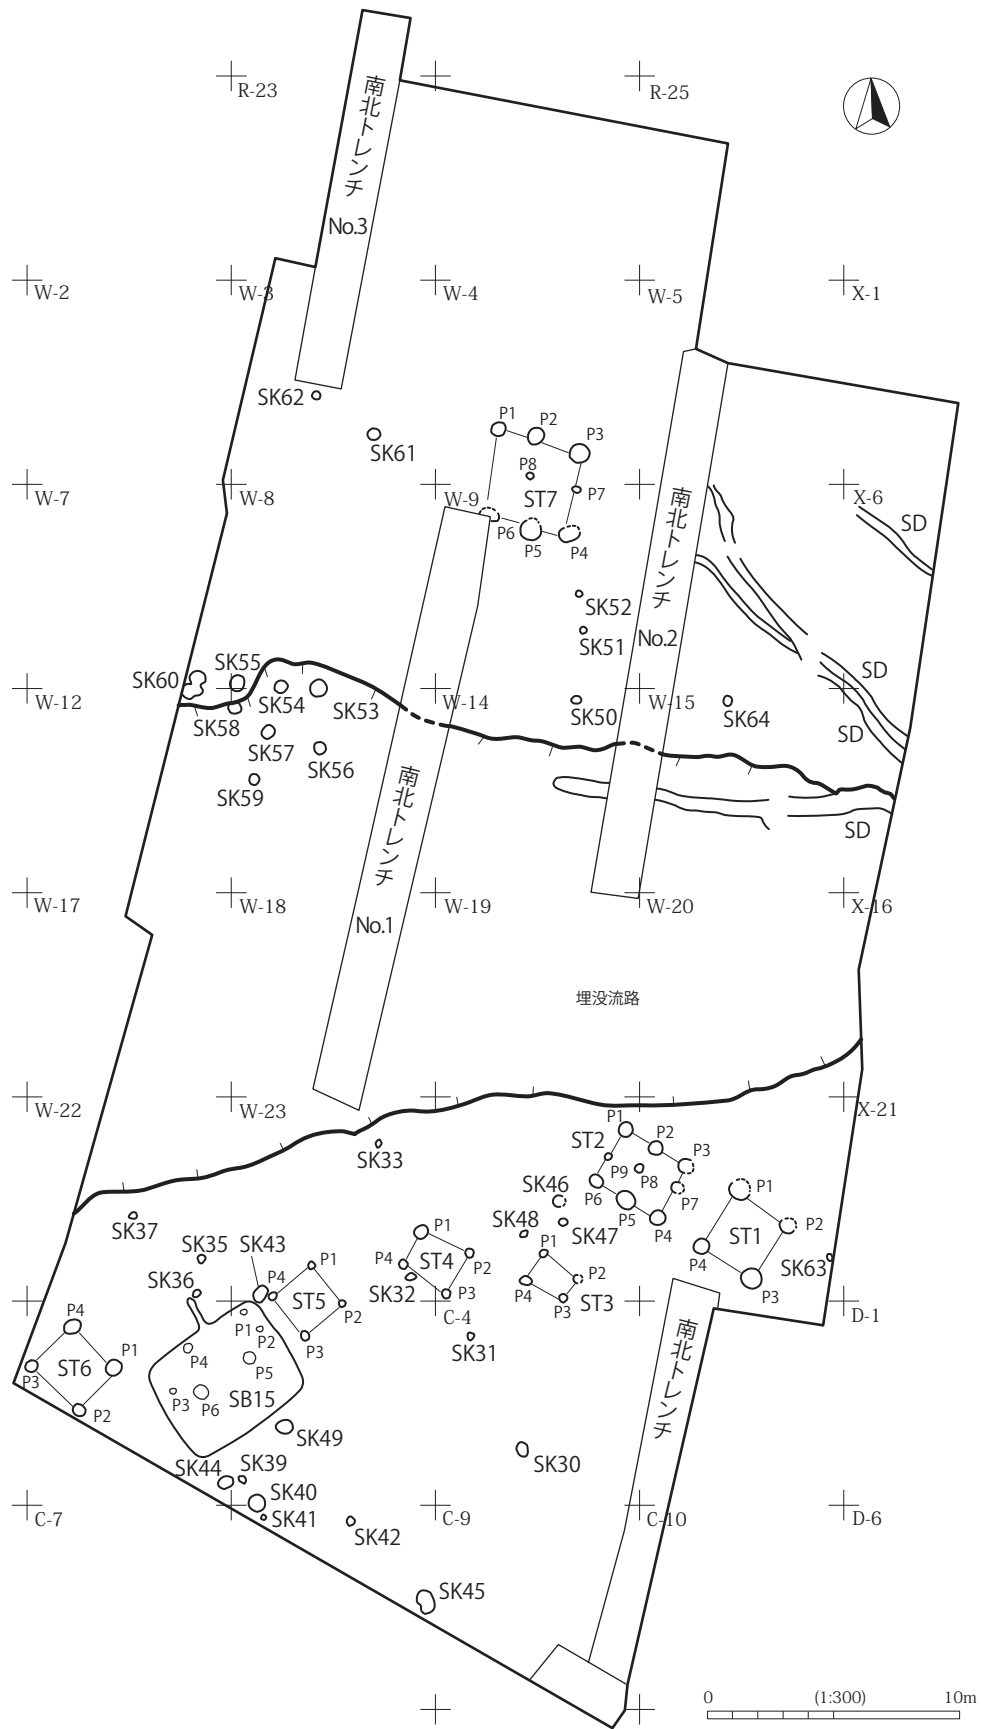 R-23
R-25
南北トレンチ
No.3
W-2
W-3
W-4
W-5
X-1
SK62
SK61
P1
P2
P3
P8
P7
ST7
P6
P5
P4
W-7
W-8
W-9
X-6
SD
南北トレンチ
No.2
SK52
SK51
SK60
SK55
SK54
SK53
SK58
SK57
SK56
SK59
W-12
W-14
SK50
W-15
SK64
SD
SD
SD
南北トレンチ
No.1
W-17
W-18
W-19
W-20
X-16
埋没流路
W-22
W-23
X-21
SK33
ST2
P1
P2
P3
P9
P8
P6
P7
P5
P4
SK46
SK47
SK48
P1
P2
ST1
P4
P3
SK63
SK37
SK35
SK43
SK36
P1
P4
ST4
P2
SK32
P3
C-4
P1
P2
P4
P3
ST3
P4
P1
ST5
P2
P3
D-1
SK31
P4
P1
ST6
P3
P2
P1
P2
P4
P5
P3
P6
SB15
SK49
南北トレンチ
SK30
SK44
SK39
SK40
SK41
SK42
C-7
C-9
C-10
D-6
SK45
0
(1:300)
10m